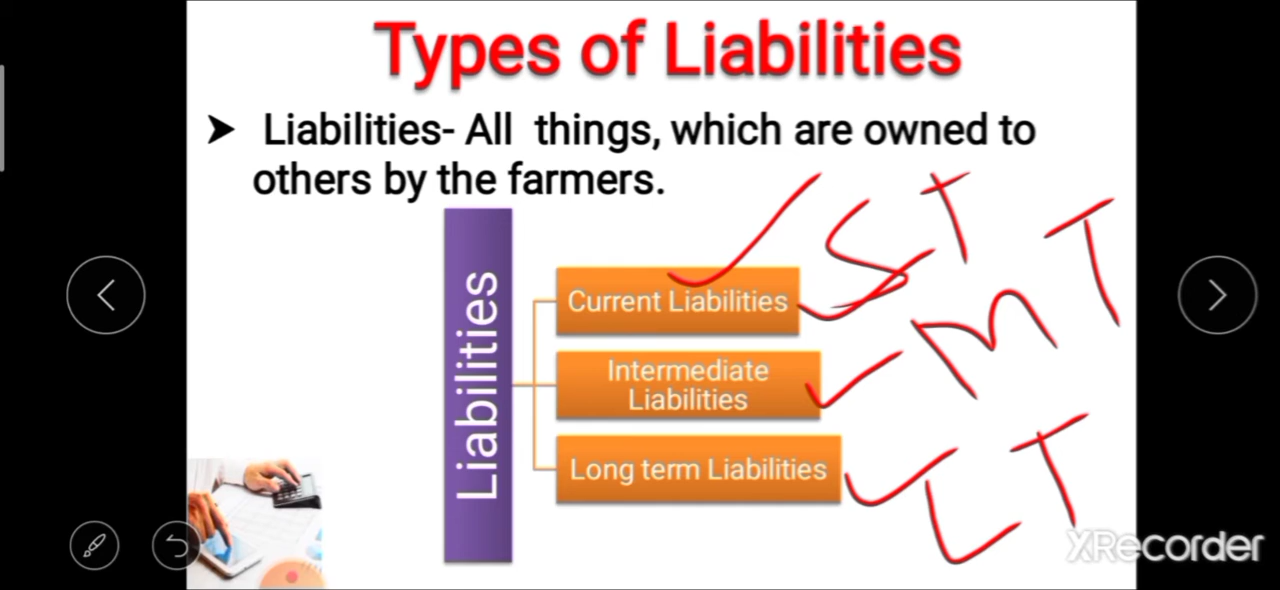 Types of Liabilities
➤ Liabilities- All things, which are owned to
others by the farmers.
Liabilities
Current Liabilities
ST
Intermediate
Liabilities
MT
Long term Liabilities
LT
XRecorder